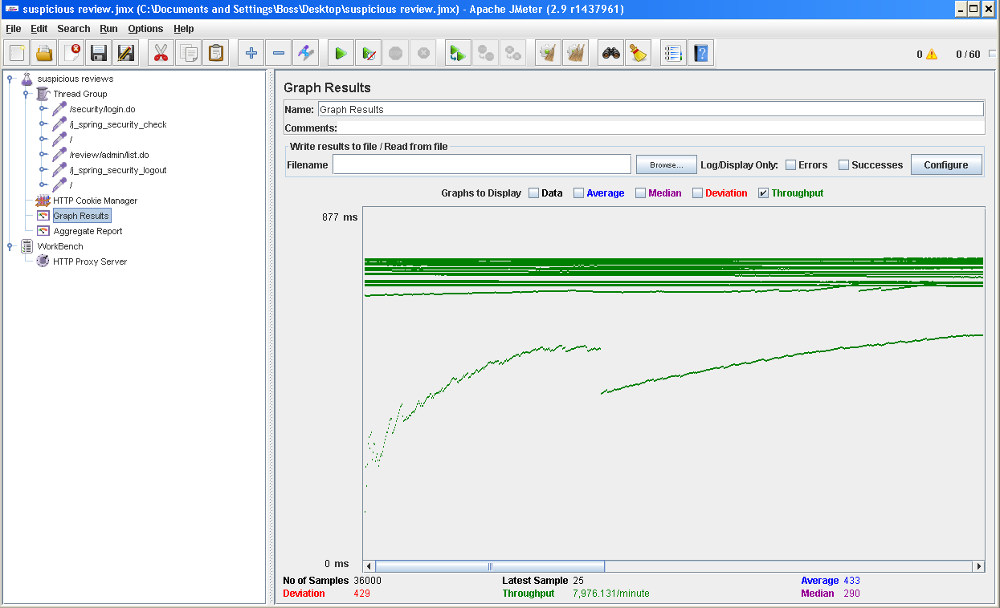 suspicious review.jmx (C:\Documents and Settings\Boss\Desktop\suspicious review.jmx) - Apache JMeter (2.9 r1437961)
File Edit Search Run Options Help
0 0 / 60
suspicious reviews
Thread Group
/security/login.do
/j_spring_security_check
/
/review/admin/list.do
/j_spring_security_logout
/
HTTP Cookie Manager
Graph Results
Aggregate Report
WorkBench
HTTP Proxy Server
Graph Results
Name: Graph Results
Comments:
Write results to file / Read from file
Filename Browse... Log/Display Only: Errors Successes Configure
Graphs to Display Data Average Median Deviation Throughput
877 ms
0 ms
No of Samples 36000 Latest Sample 25 Average 433
Deviation 429 Throughput 7,976.131/minute Median 290